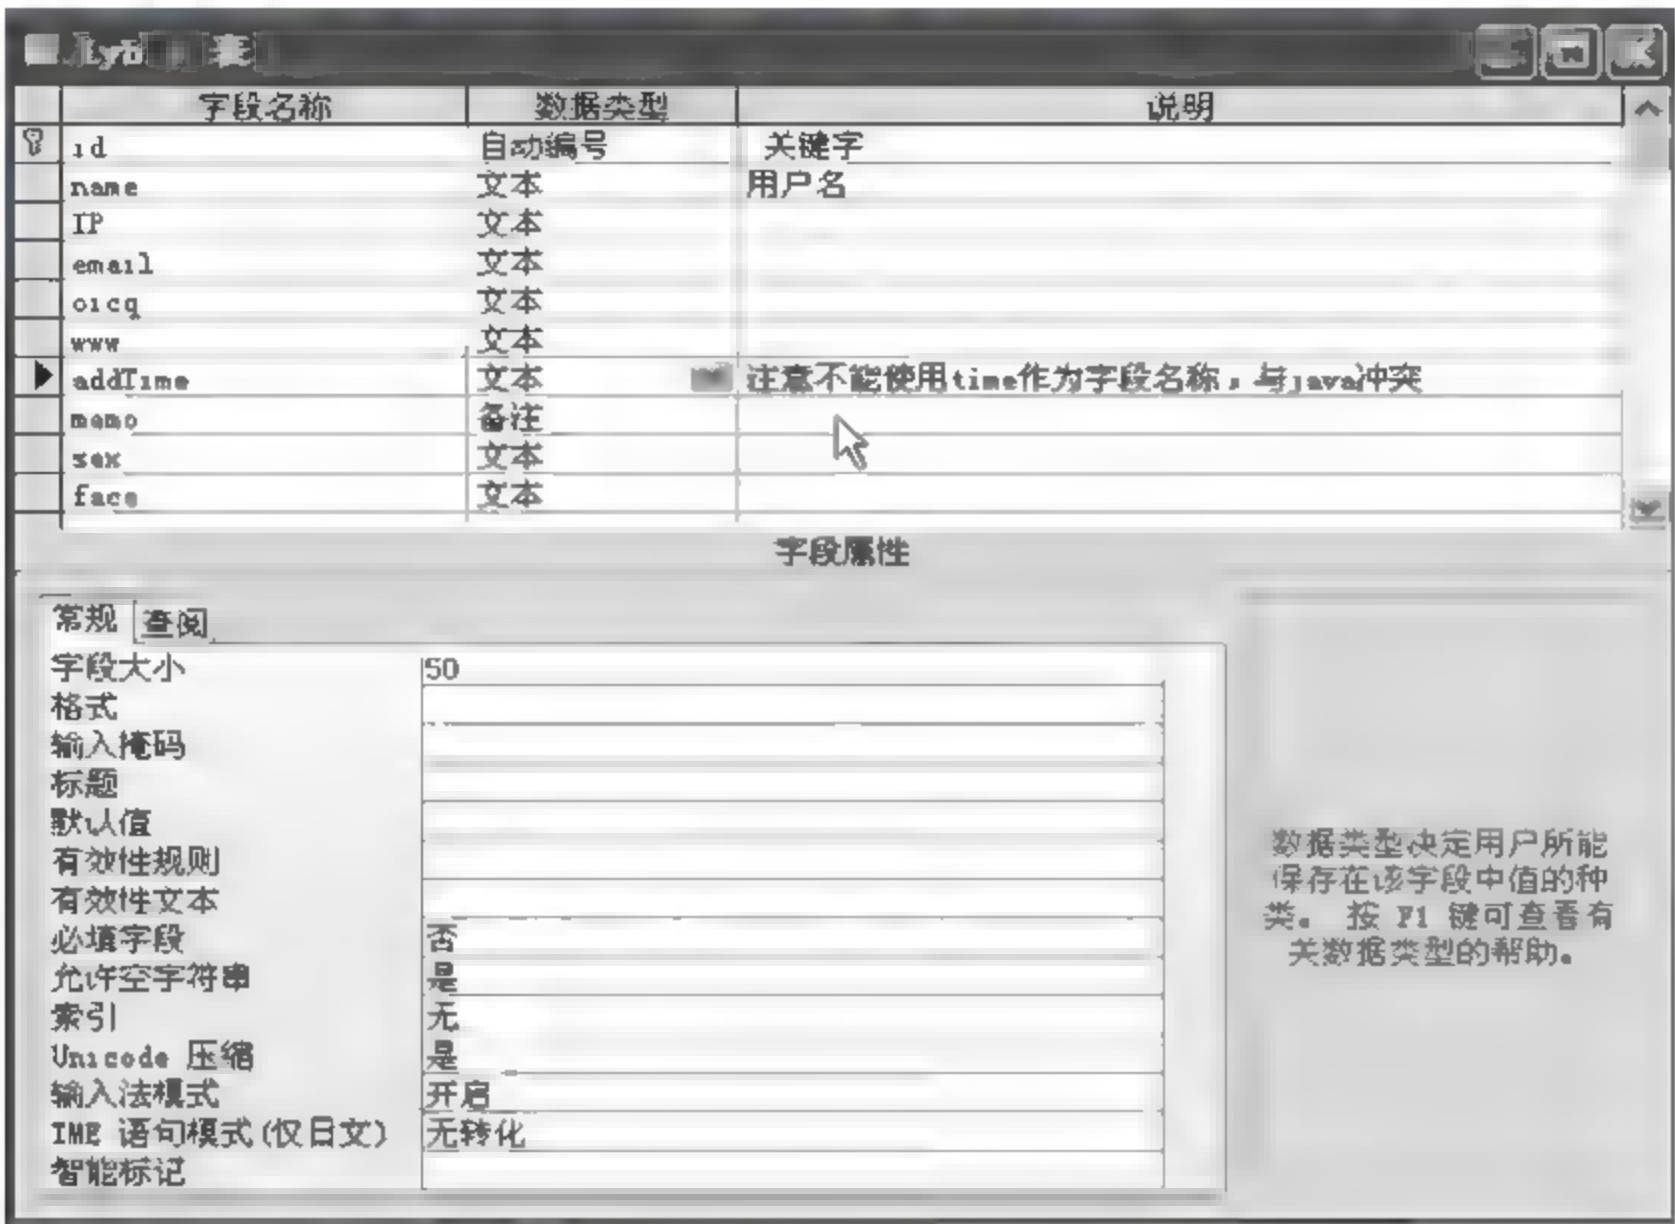 表
字段名称 数据类型 说明
id 自动编号 关键字
name 文本 用户名
IP 文本
email 文本
oicq 文本
www 文本
addTime 文本 注意不能使用time作为字段名称，与java冲突
memo 备注
sex 文本
face 文本
字段属性
常规 查阅
字段大小 50
格式
输入掩码
标题
默认值
有效性规则
有效性文本
必填字段 否
允许空字符串 是
索引 无
Unicode 压缩 是
输入法模式 开启
IME 语句模式(仅日文) 无转化
智能标记
数据类型决定用户所能
保存在该字段中值的种
类。 按 F1 键可查看有
关数据类型的帮助。